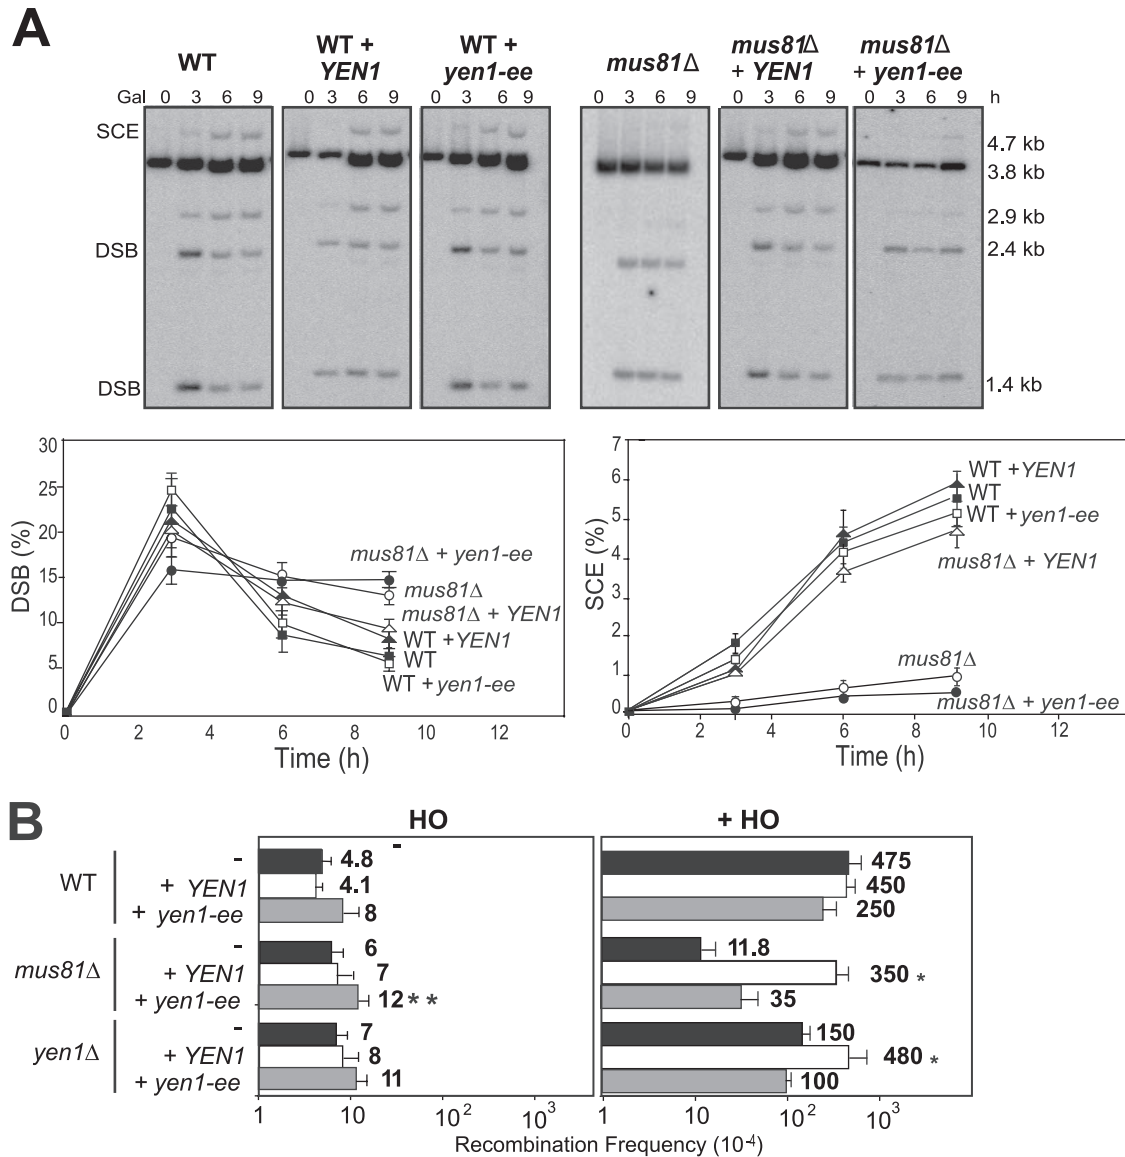 A
WT
WT +
YEN1
WT +
yen1-ee
mus81Δ
mus81Δ
+ YEN1
mus81Δ
+ yen1-ee
Gal 0 3 6 9 0 3 6 9 0 3 6 9 0 3 6 9 0 3 6 9 0 3 6 9 h
SCE
4.7 kb
3.8 kb
2.9 kb
DSB
2.4 kb
DSB
1.4 kb
30
25
20
15
10
5
0
DSB (%)
mus81Δ + yen1-ee
mus81Δ
mus81Δ + YEN1
WT +YEN1
WT
WT + yen1-ee
0 2 4 6 8 10 12
Time (h)
7
6
5
4
3
2
1
0
SCE (%)
WT +YEN1
WT
WT + yen1-ee
mus81Δ + YEN1
mus81Δ
mus81Δ + yen1-ee
0 2 4 6 8 10 12
Time (h)
B
HO
-
+ HO
WT
- 4.8 475
+ YEN1 4.1 450
+ yen1-ee 8 250
mus81Δ
- 6 11.8
+ YEN1 7 350 *
+ yen1-ee 12 * * 35
yen1Δ
- 7 150
+ YEN1 8 480 *
+ yen1-ee 11 100
1 10 10² 10³ 1 10 10² 10³
Recombination Frequency (10⁻⁴)